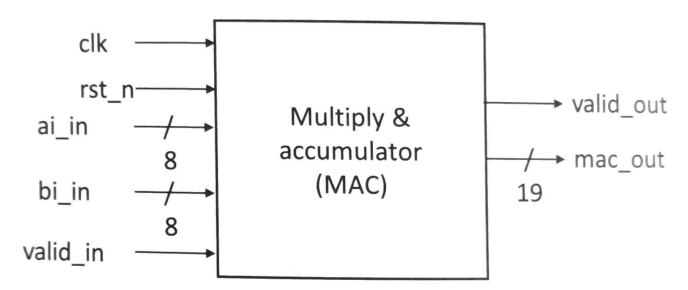 clk
rst_n
ai_in
8
bi_in
8
valid_in
Multiply &
accumulator
(MAC)
valid_out
mac_out
19